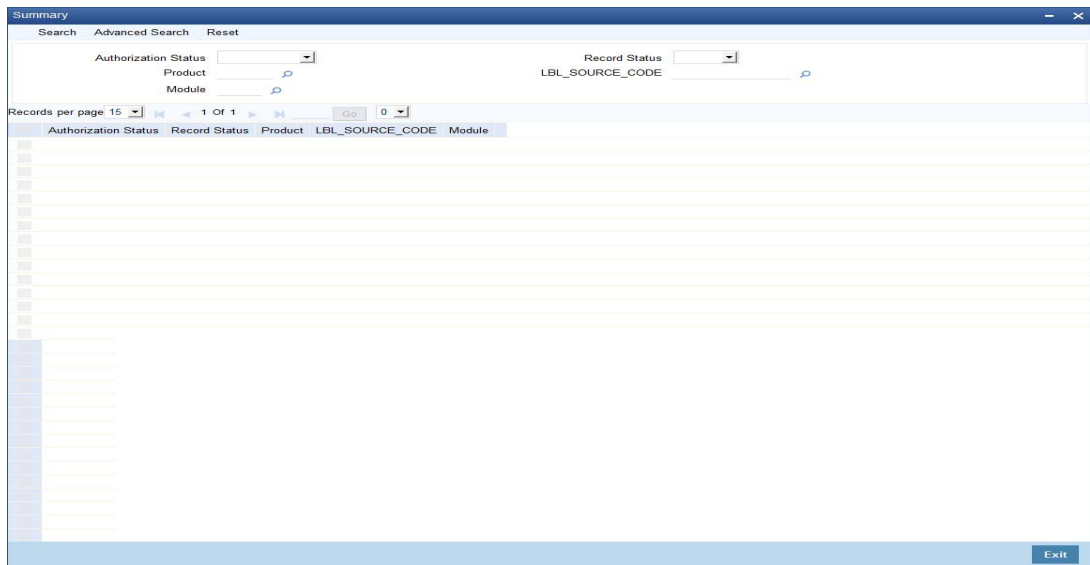 Summary
Search Advanced Search Reset
Authorization Status Record Status
Product LBL_SOURCE_CODE
Module
Records per page 15 1 Of 1 Go 0
Authorization Status Record Status Product LBL_SOURCE_CODE Module
Exit